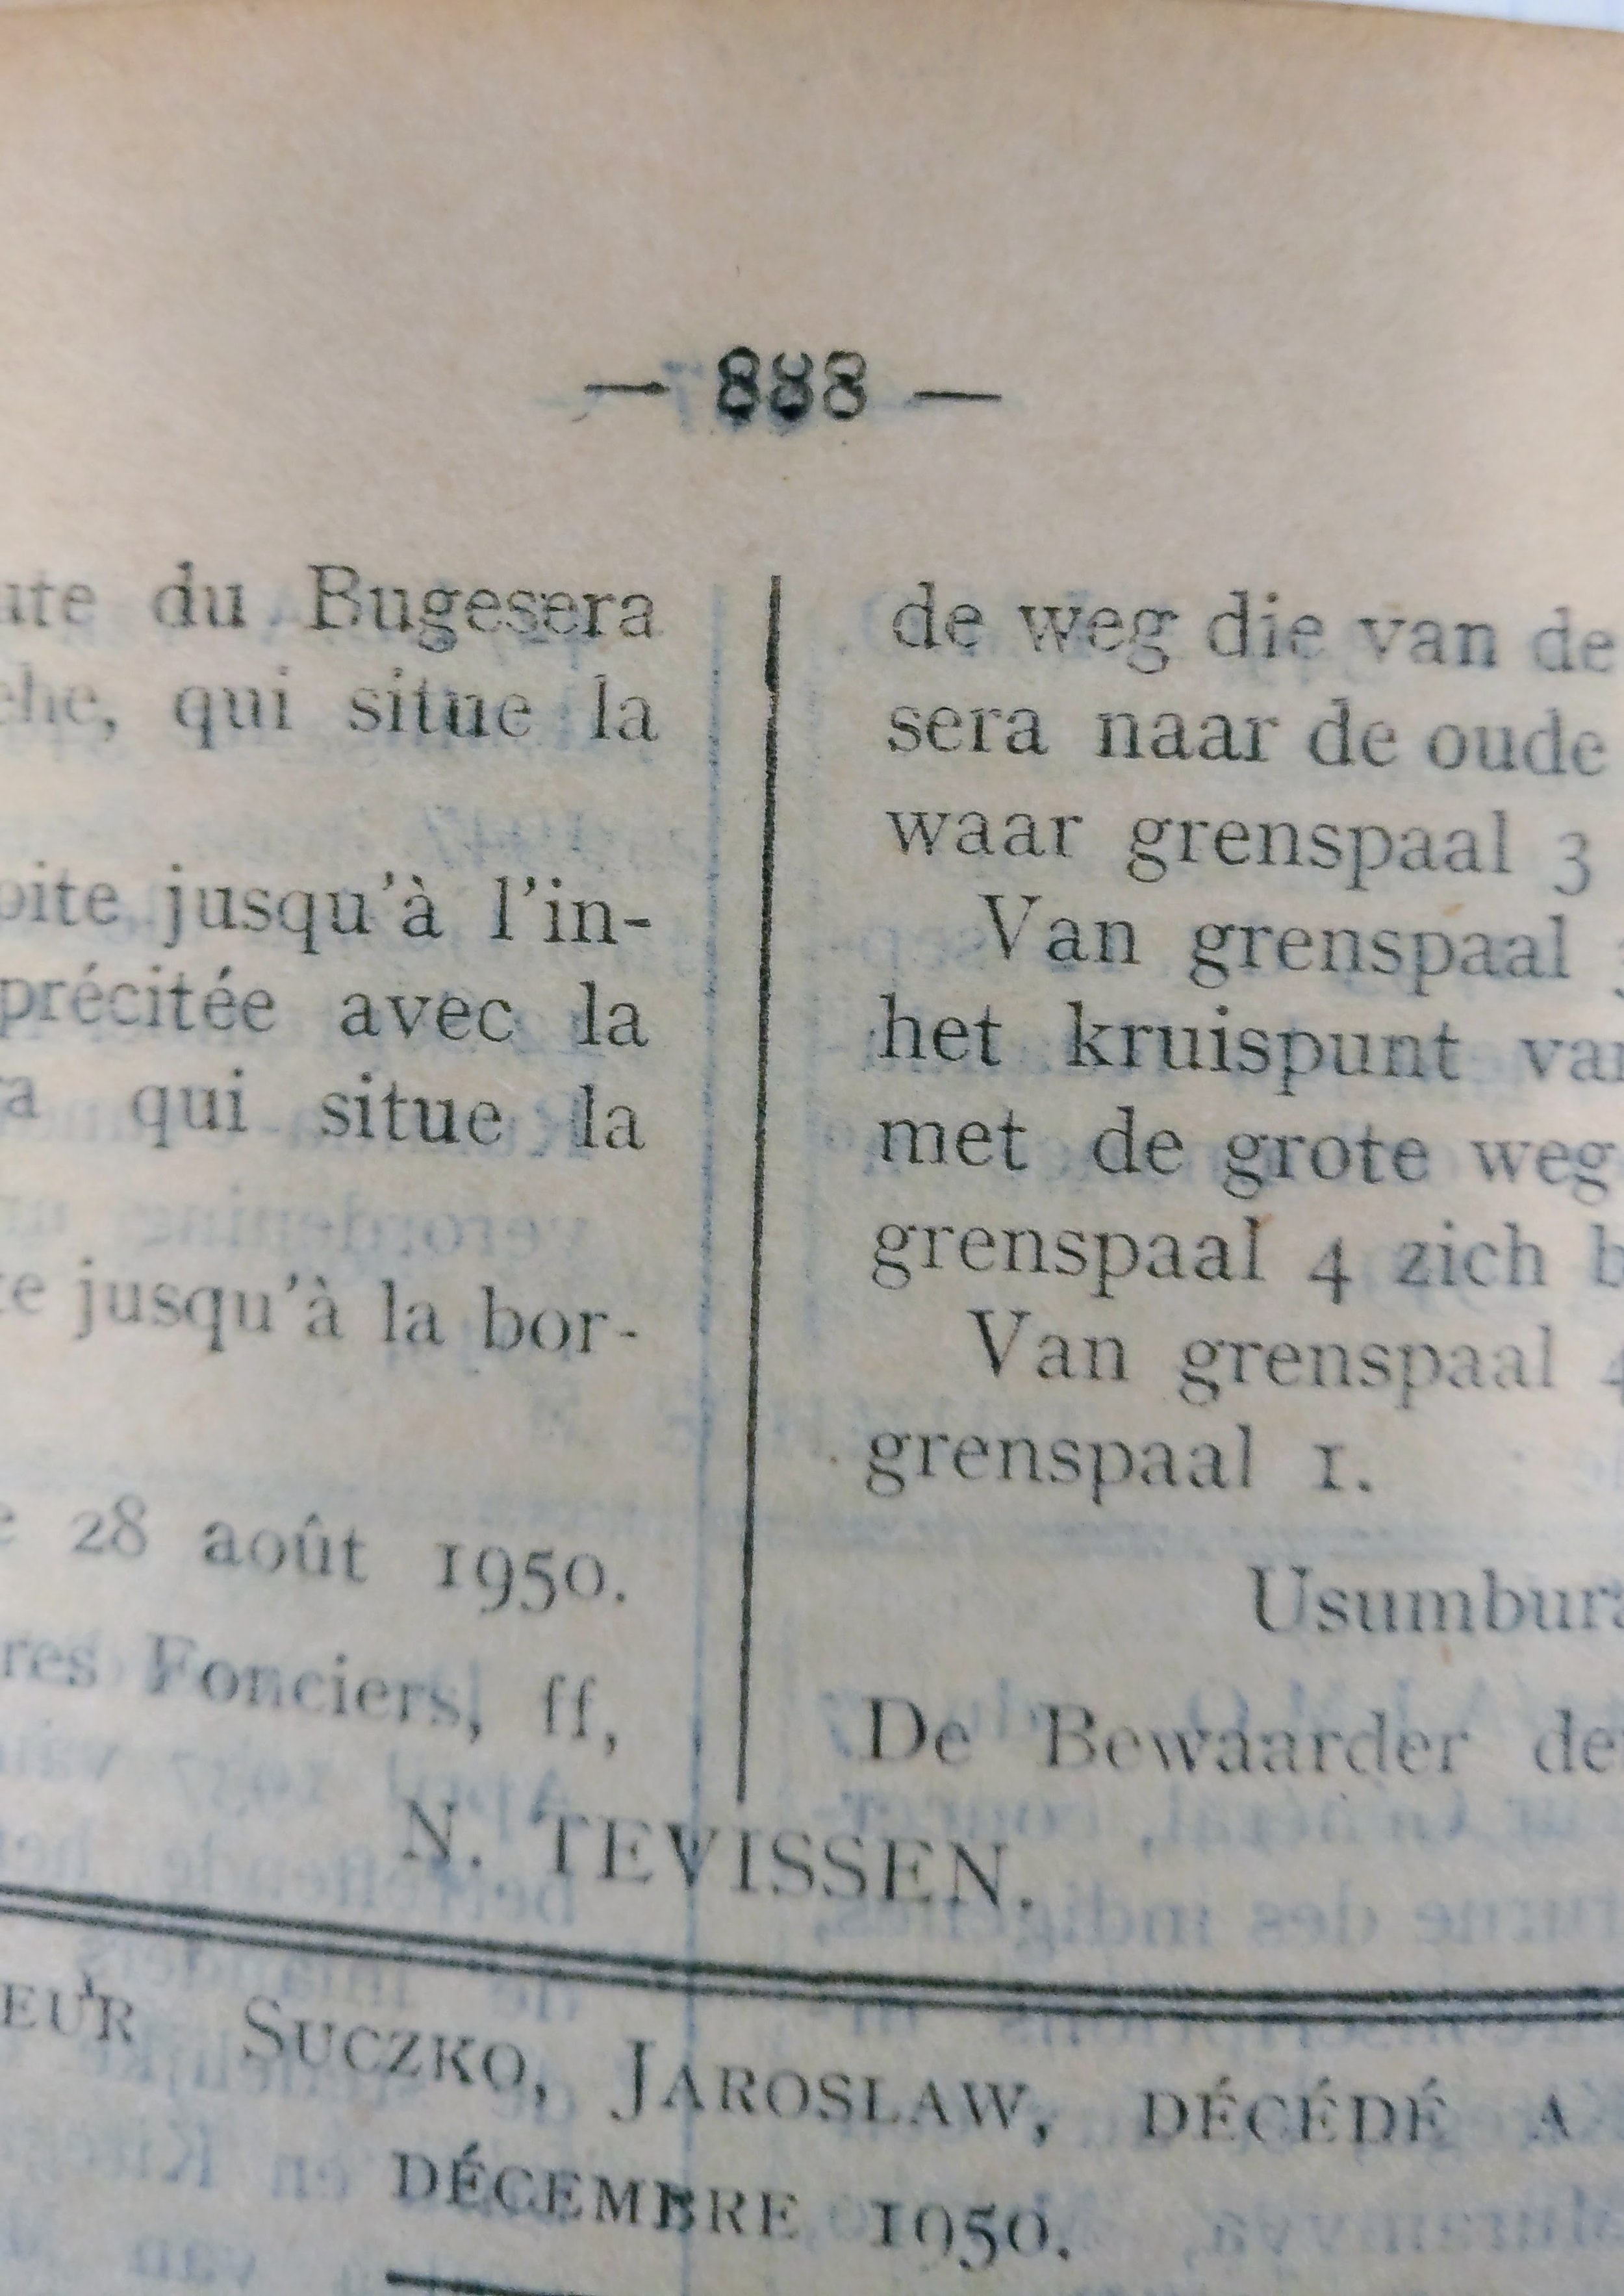 — 888 —
du Bugesera
qui situe la
jusqu'à l'in-
précitée avec la
qui situe la
jusqu'à la bor-
28 août 1950.
Fonciers, ff,
de weg die van de
sera naar de oude
waar grenspaal 3
Van grenspaal
het kruispunt
met de grote weg
grenspaal 4 zich
Van grenspaal 4
grenspaal 1.
Usumbura
De Bewaarder
N. TEVISSEN.
SUCZKO, JAROSLAW, DÉCÉDÉ A
DÉCEMBRE 1950.